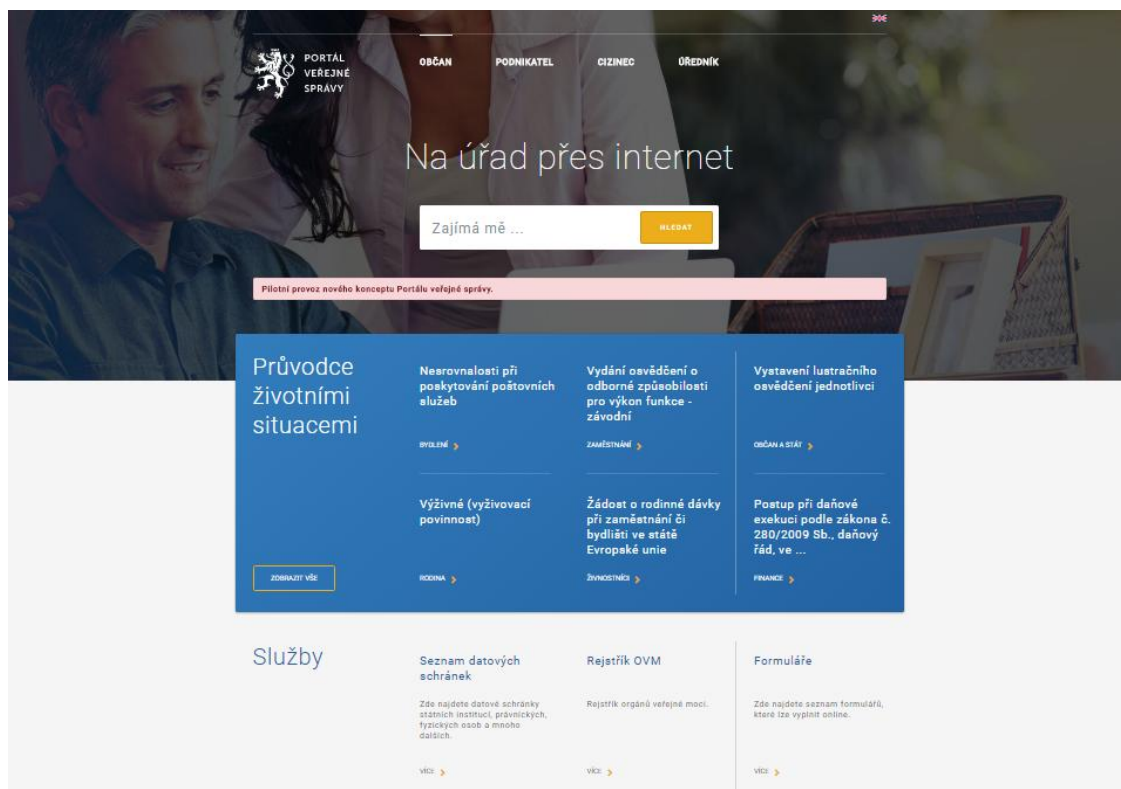 PORTÁL
VEŘEJNÉ
SPRÁVY
OBČAN PODNIKATEL CIZINEC ÚŘEDNÍK
Na úřad přes internet
Zajímá mě ...
HLEDAT
Pilotní provoz nového konceptu Portálu veřejné správy.
Průvodce
životními
situacemi
ZOBRAZIT VŠE
Nesrovnalosti při
poskytování poštovních
služeb
BYDLENÍ
Vydání osvědčení o
odborné způsobilosti
pro výkon funkce -
závodní
ZAMĚSTNÁNÍ
Vystavení lustračního
osvědčení jednotlivci
OBČAN A STÁT
Výživné (vyživovací
povinnost)
RODINA
Žádost o rodinné dávky
při zaměstnání či
bydlišti ve státě
Evropské unie
ŽIVNOSTNÍCI
Postup při daňové
exekuci podle zákona č.
280/2009 Sb., daňový
řád, ve ...
FINANCE
Služby
Seznam datových
schránek
Zde najdete datové schránky
státních institucí, právnických,
fyzických osob a mnoho
dalších.
VÍCE
Rejstřík OVM
Rejstřík orgánů veřejné moci.
VÍCE
Formuláře
Zde najdete seznam formulářů,
které lze vyplnit online.
VÍCE